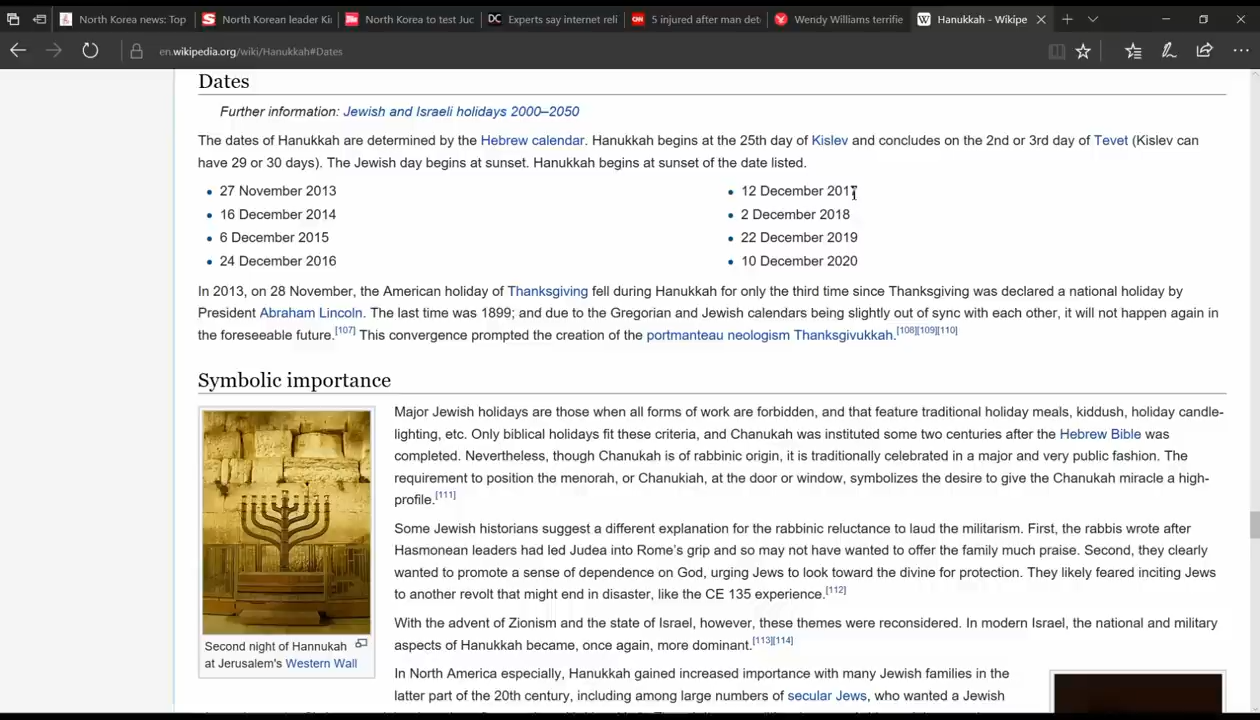 North Korea news: Top
North Korean leader Ki
North Korea to test Juc
Experts say internet reli
5 injured after man det
Wendy Williams terrifie
Hanukkah - Wikipe
en.wikipedia.org/wiki/Hanukkah#Dates
Dates
Further information: Jewish and Israeli holidays 2000–2050
The dates of Hanukkah are determined by the Hebrew calendar. Hanukkah begins at the 25th day of Kislev and concludes on the 2nd or 3rd day of Tevet (Kislev can
have 29 or 30 days). The Jewish day begins at sunset. Hanukkah begins at sunset of the date listed.
27 November 2013
16 December 2014
6 December 2015
24 December 2016
12 December 2017
2 December 2018
22 December 2019
10 December 2020
In 2013, on 28 November, the American holiday of Thanksgiving fell during Hanukkah for only the third time since Thanksgiving was declared a national holiday by
President Abraham Lincoln. The last time was 1899; and due to the Gregorian and Jewish calendars being slightly out of sync with each other, it will not happen again in
the foreseeable future.[107] This convergence prompted the creation of the portmanteau neologism Thanksgivukkah.[108][109][110]
Symbolic importance
Major Jewish holidays are those when all forms of work are forbidden, and that feature traditional holiday meals, kiddush, holiday candle-
lighting, etc. Only biblical holidays fit these criteria, and Chanukah was instituted some two centuries after the Hebrew Bible was
completed. Nevertheless, though Chanukah is of rabbinic origin, it is traditionally celebrated in a major and very public fashion. The
requirement to position the menorah, or Chanukiah, at the door or window, symbolizes the desire to give the Chanukah miracle a high-
profile.[111]
Some Jewish historians suggest a different explanation for the rabbinic reluctance to laud the militarism. First, the rabbis wrote after
Hasmonean leaders had led Judea into Rome's grip and so may not have wanted to offer the family much praise. Second, they clearly
wanted to promote a sense of dependence on God, urging Jews to look toward the divine for protection. They likely feared inciting Jews
to another revolt that might end in disaster, like the CE 135 experience.[112]
With the advent of Zionism and the state of Israel, however, these themes were reconsidered. In modern Israel, the national and military
aspects of Hanukkah became, once again, more dominant.[113][114]
In North America especially, Hanukkah gained increased importance with many Jewish families in the
latter part of the 20th century, including among large numbers of secular Jews, who wanted a Jewish
Second night of Hannukah
at Jerusalem's Western Wall